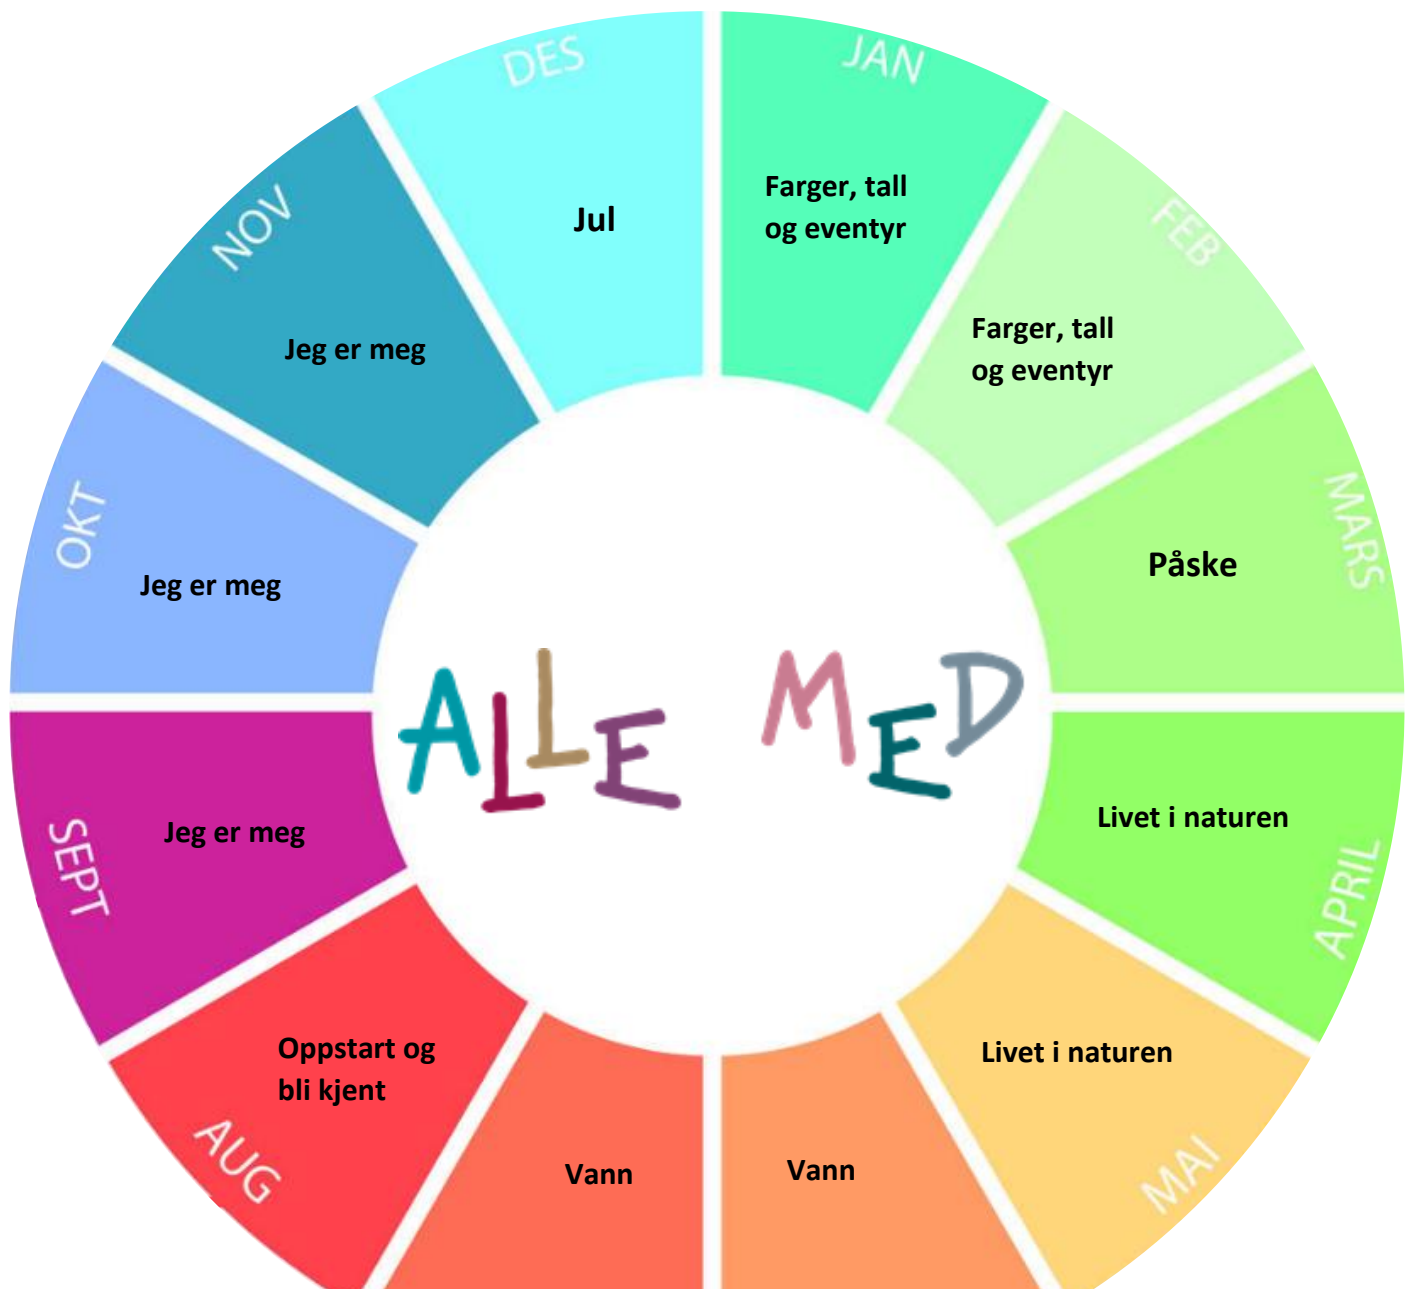 JAN
Farger, tall
og eventyr
FEB
Farger, tall
og eventyr
MARS
Påske
APRIL
Livet i naturen
MAI
Livet i naturen
Vann
Vann
AUG
Oppstart og
bli kjent
SEPT
Jeg er meg
OKT
Jeg er meg
NOV
Jeg er meg
DES
Jul
ALLE MED